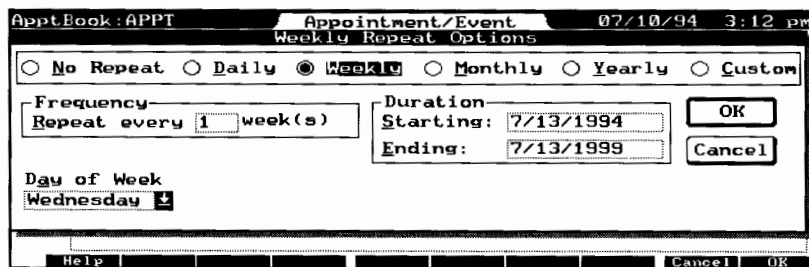 ApptBook:APPT Appointment/Event 07/10/94 3:12 pm
Weekly Repeat Options
No Repeat Daily Weekly Monthly Yearly Custom
Frequency
Repeat every 1 week(s)
Duration
Starting: 7/13/1994
Ending: 7/13/1999
OK
Cancel
Day of Week
Wednesday
Help Cancel OK